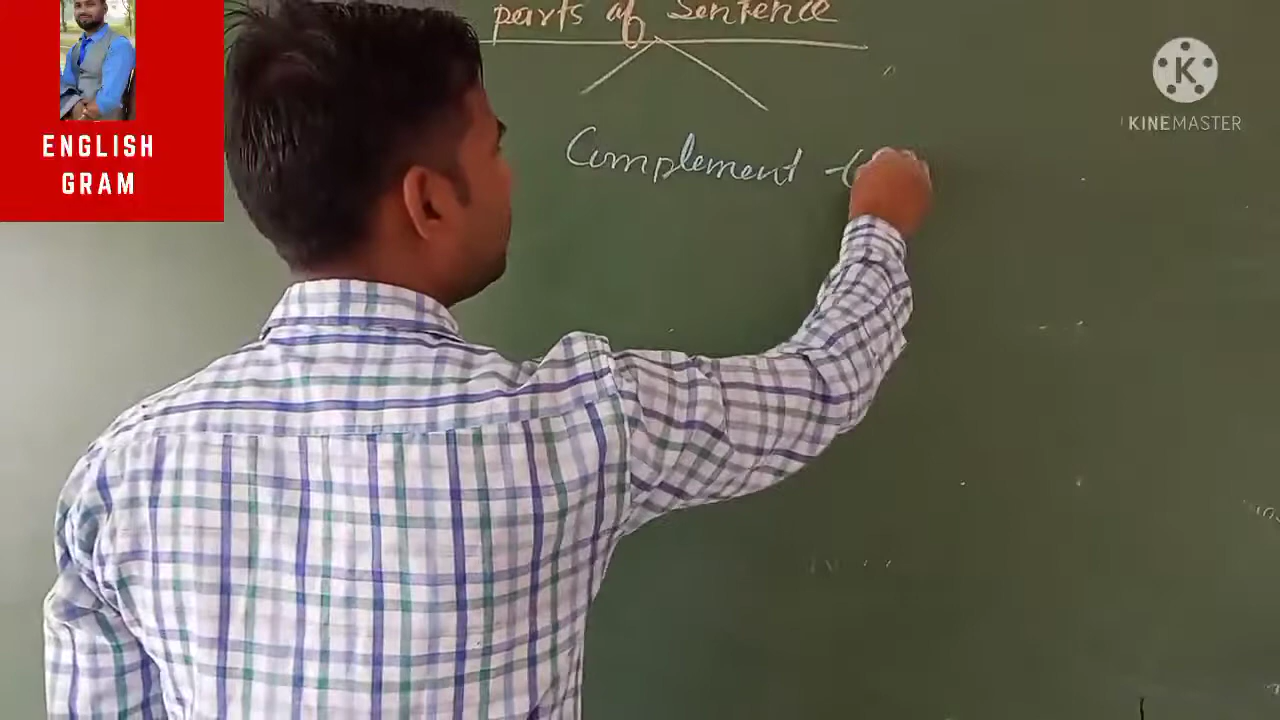 parts of Sentence
Complement
ENGLISH
GRAM
K
KINEMASTER